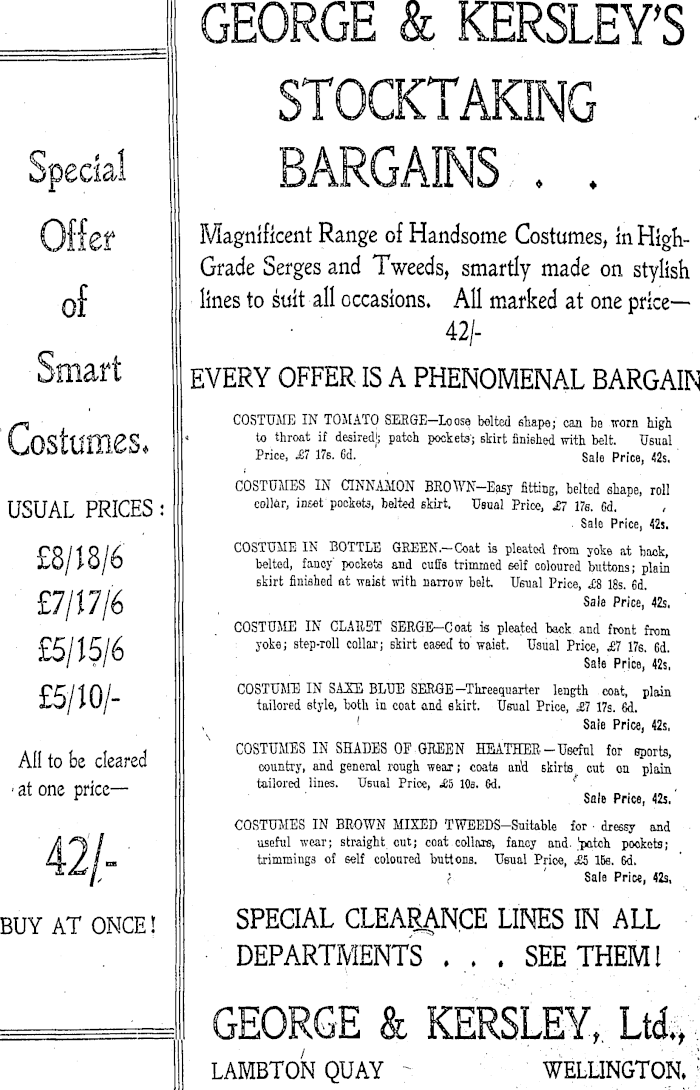 Special
Offer
of
Smart
Costumes.
USUAL PRICES :
£8/18/6
£7/17/6
£5/15/6
£5/10/-
All to be cleared
at one price—
42/-
BUY AT ONCE!
GEORGE & KERSLEY'S
STOCKTAKING
BARGAINS . .
Magnificent Range of Handsome Costumes, in High-
Grade Serges and Tweeds, smartly made on stylish
lines to suit all occasions. All marked at one price—
42/-
EVERY OFFER IS A PHENOMENAL BARGAIN
COSTUME IN TOMATO SERGE—Loose belted shape; can be worn high
to throat if desired; patch pockets; skirt finished with belt. Usual
Price, £7 17s. 6d. Sale Price, 42s.
COSTUMES IN CINNAMON BROWN—Easy fitting, belted shape, roll
collar, inset pockets, belted skirt. Usual Price, £7 17s. 6d.
Sale Price, 42s.
COSTUME IN BOTTLE GREEN.—Coat is pleated from yoke at back,
belted, fancy pockets and cuffs trimmed self coloured buttons; plain
skirt finished at waist with narrow belt. Usual Price, £8 18s. 6d.
Sale Price, 42s.
COSTUME IN CLARET SERGE—Coat is pleated back and front from
yoke; step-roll collar; skirt eased to waist. Usual Price, £7 17s. 6d.
Sale Price, 42s.
COSTUME IN SAXE BLUE SERGE—Threequarter length coat, plain
tailored style, both in coat and skirt. Usual Price, £7 17s. 6d.
Sale Price, 42s.
COSTUMES IN SHADES OF GREEN HEATHER—Useful for sports,
country, and general rough wear; coats and skirts cut on plain
tailored lines. Usual Price, £5 10s. 6d.
Sale Price, 42s.
COSTUMES IN BROWN MIXED TWEEDS—Suitable for dressy and
useful wear; straight cut; coat collars, fancy and patch pockets;
trimmings of self coloured buttons. Usual Price, £5 15s. 6d.
Sale Price, 42s.
SPECIAL CLEARANCE LINES IN ALL
DEPARTMENTS . . . SEE THEM!
GEORGE & KERSLEY, Ltd.,
LAMBTON QUAY WELLINGTON.